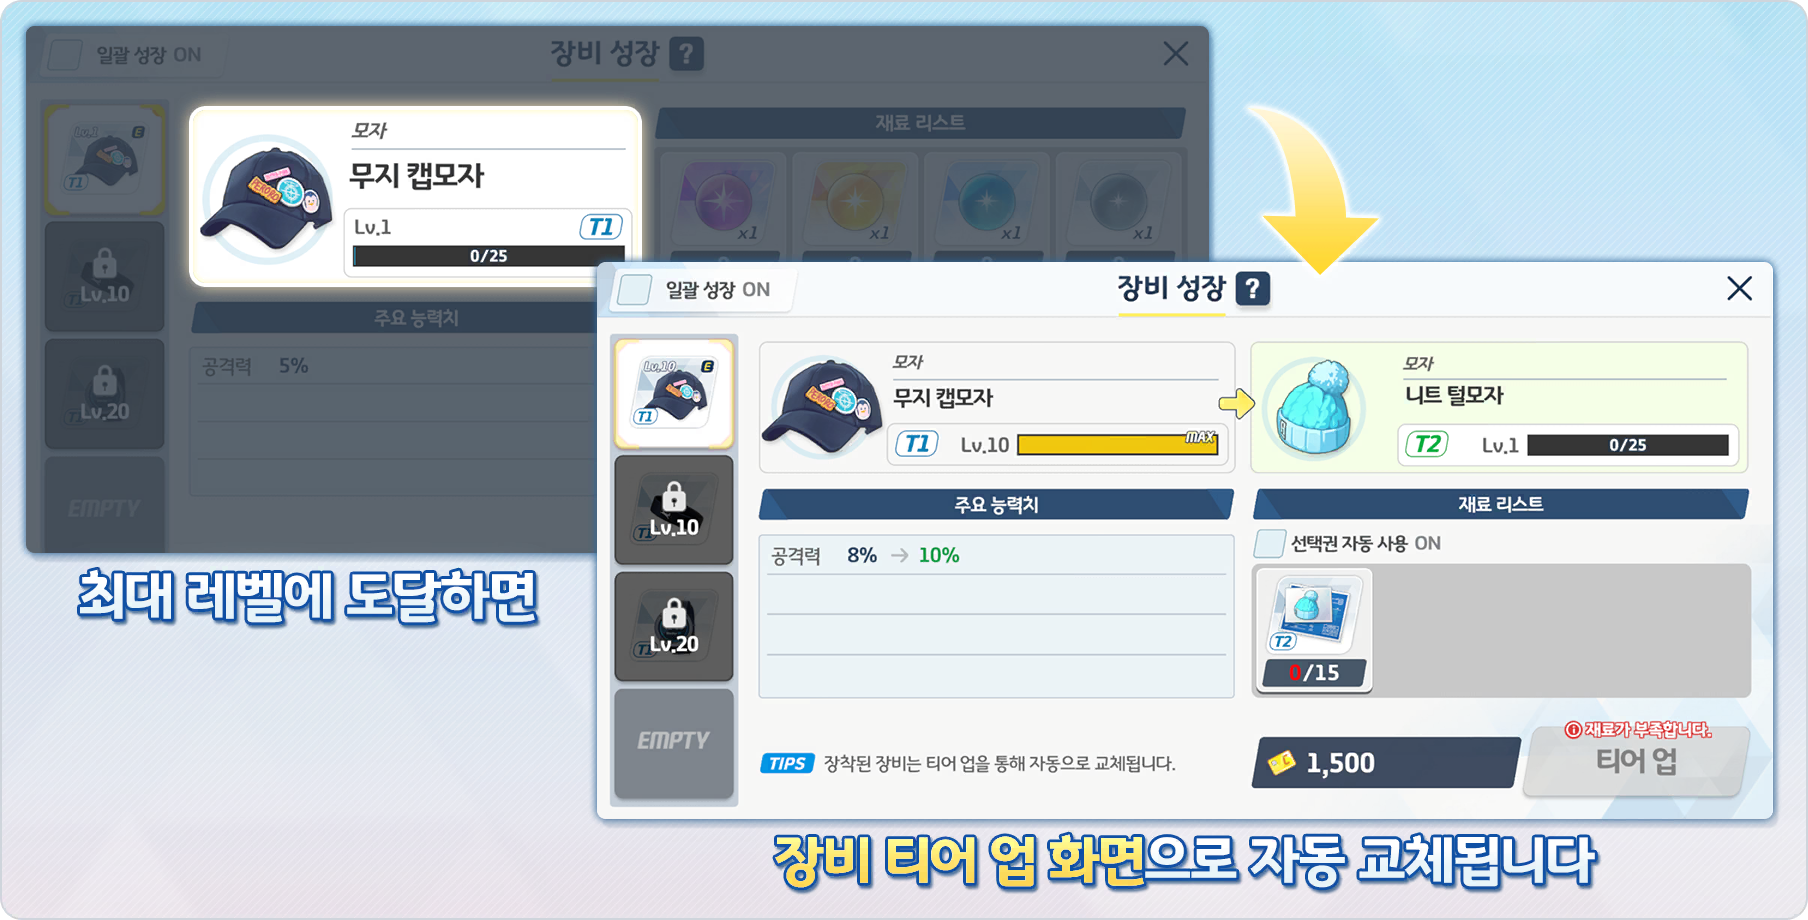 일괄 성장 ON
장비 성장 ?
Lv.1 E
T1
Lv.10
Lv.20
EMPTY
모자
무지 캡모자
Lv.1 T1
0/25
주요 능력치
공격력 5%
재료 리스트
x1 x1 x1 x1
최대 레벨에 도달하면
일괄 성장 ON
장비 성장 ?
Lv.10 E
T1
T1
Lv.10
T1
Lv.20
EMPTY
모자
무지 캡모자
T1 Lv.10 MAX
모자
니트 털모자
T2 Lv.1 0/25
주요 능력치
공격력 8% → 10%
재료 리스트
선택권 자동 사용 ON
T2
0/15
TIPS 장착된 장비는 티어 업을 통해 자동으로 교체됩니다.
1,500
재료가 부족합니다.
티어 업
장비 티어 업 화면으로 자동 교체됩니다